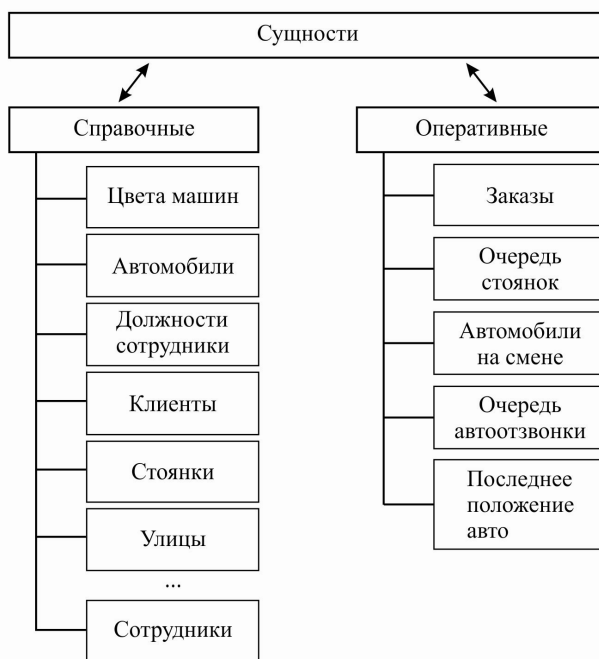 Сущности
Справочные
Цвета машин
Автомобили
Должности
сотрудники
Клиенты
Стоянки
Улицы
...
Сотрудники
Оперативные
Заказы
Очередь
стоянок
Автомобили
на смене
Очередь
автоотзвонки
Последнее
положение
авто